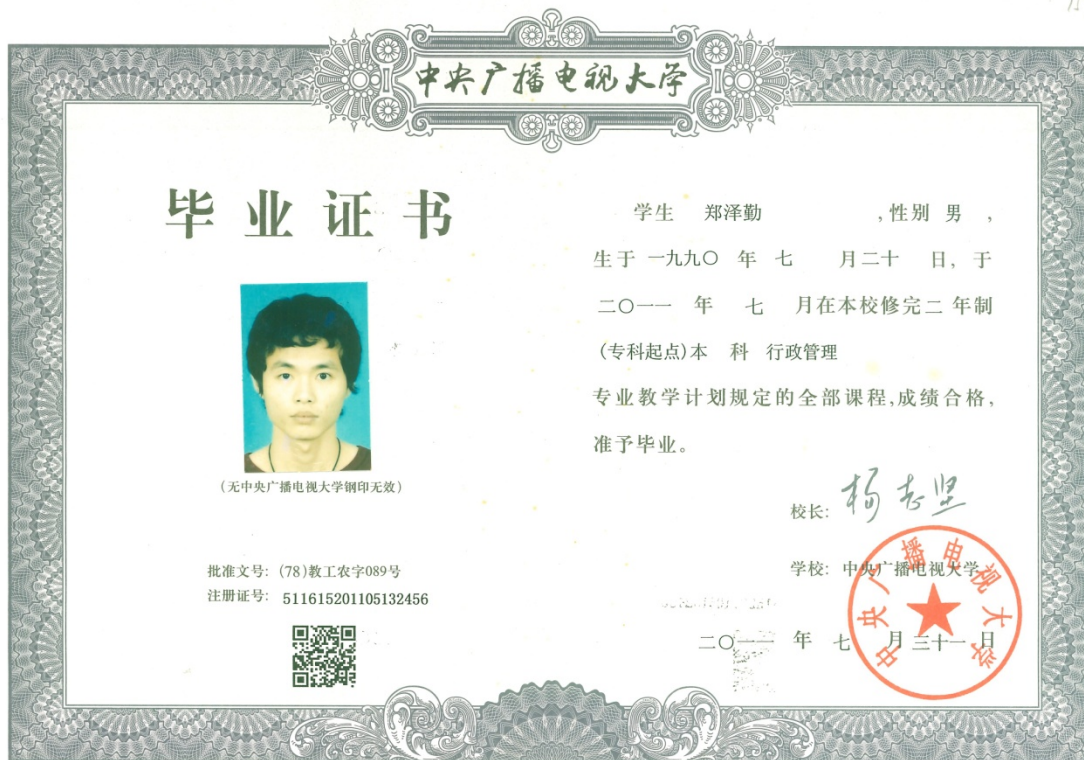 中央广播电视大学
毕业证书
(无中央广播电视大学钢印无效)
批准文号: (78)教工农字089号
注册证号: 511615201105132456
学生 郑泽勤 ,性别 男 ,
生于 一九九〇 年 七 月二十 日, 于
二〇一一 年 七 月在本校修完二 年制
(专科起点)本 科 行政管理
专业教学计划规定的全部课程,成绩合格,
准予毕业。
校长: 杨志坚
学校: 中央广播电视大学
二〇一一 年 七 月三十一日
中央广播电视大学